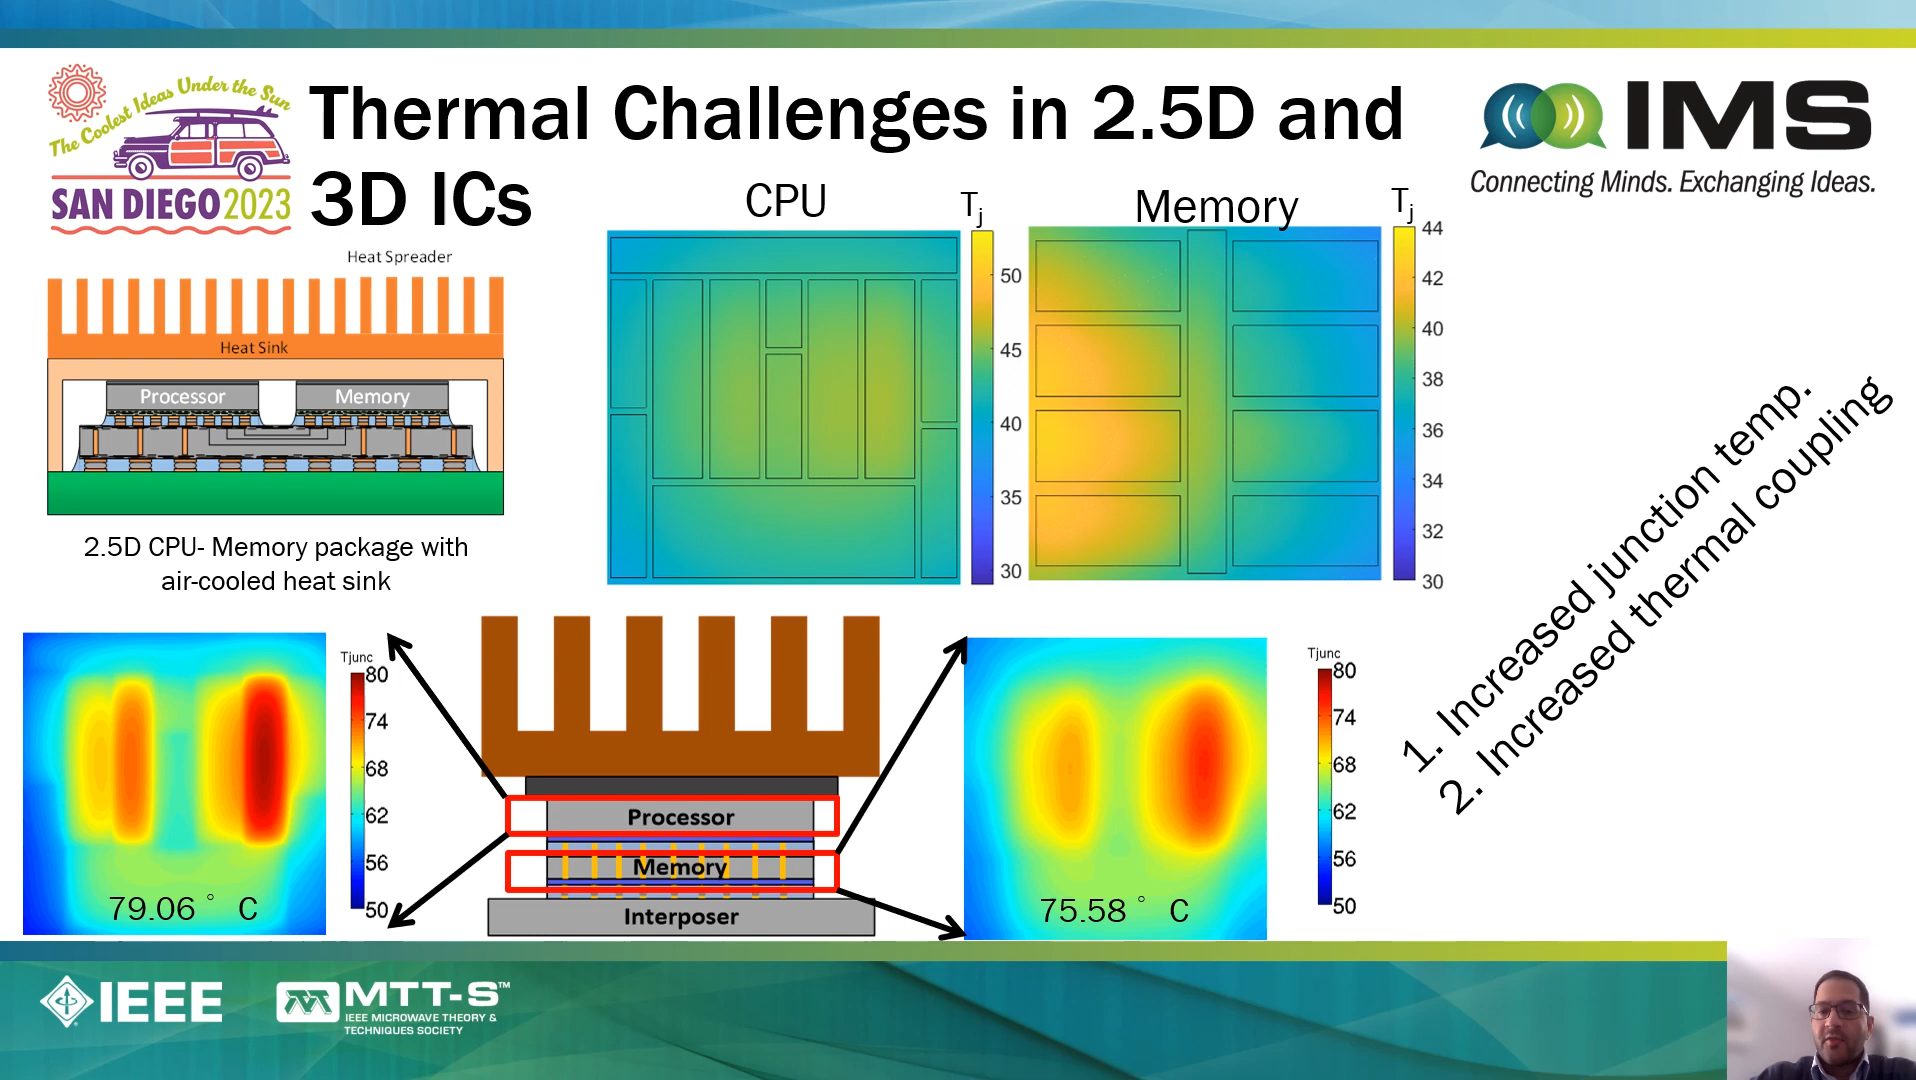 The Coolest Ideas Under the Sun
SAN DIEGO 2023
Thermal Challenges in 2.5D and
3D ICs
IMS
Connecting Minds. Exchanging Ideas.
Heat Spreader
Heat Sink
Processor
Memory
2.5D CPU- Memory package with
air-cooled heat sink
CPU
Tj
50
45
40
35
30
Memory
Tj
44
42
40
38
36
34
32
30
1. Increased junction temp.
2. Increased thermal coupling
79.06 ° C
Tjunc
80
74
68
62
56
50
Processor
Memory
Interposer
75.58 ° C
Tjunc
80
74
68
62
56
50
IEEE
MTT-S™
IEEE MICROWAVE THEORY &
TECHNIQUES SOCIETY